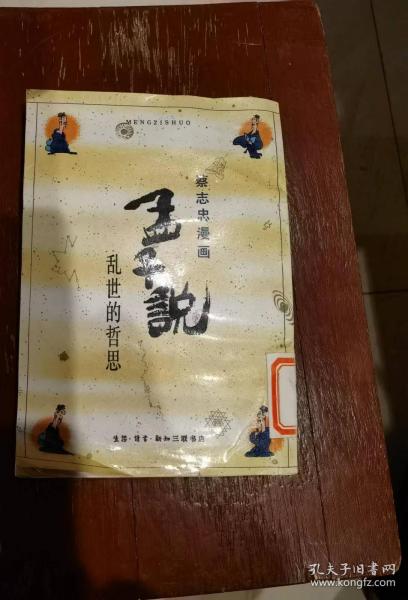 MENGZISHUO
蔡志忠漫画
孟子說
乱世的哲思
生活·读书·新知三联书店
孔夫子旧书网
www.kongfz.com